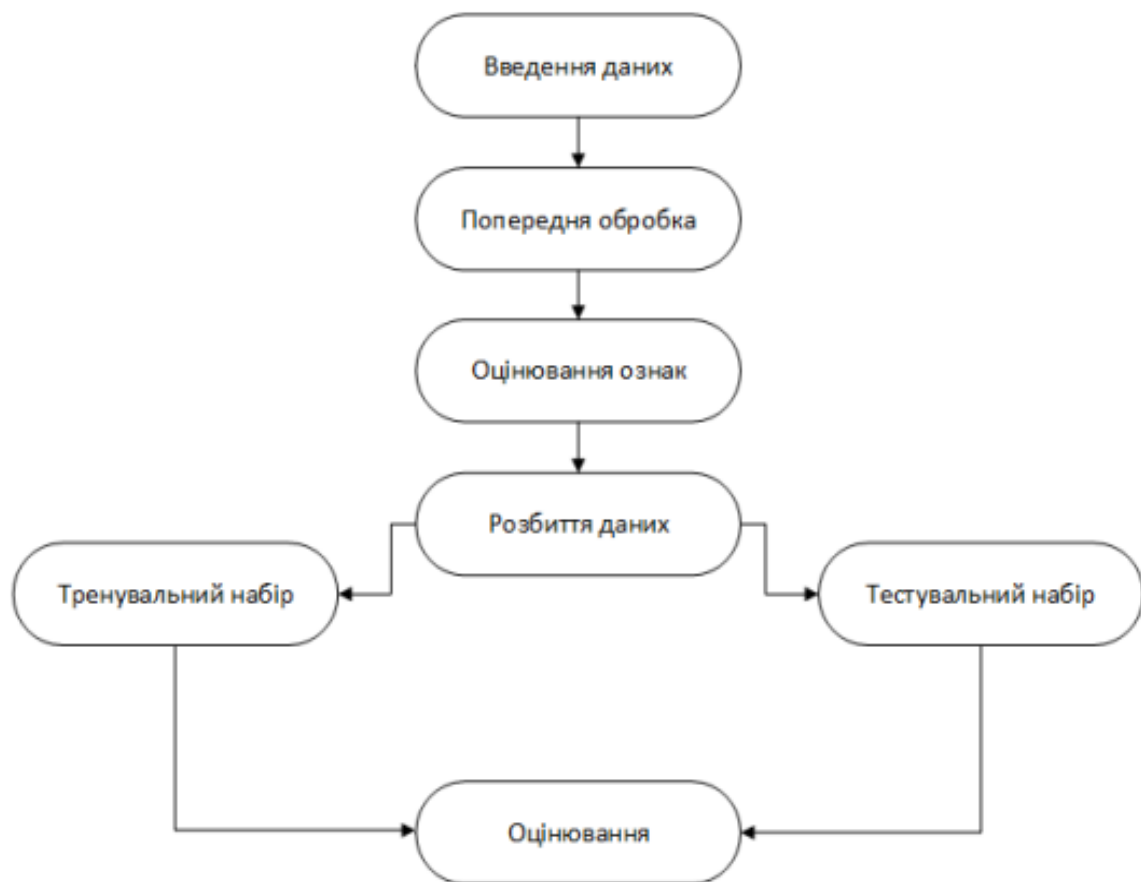 Введення даних
Попередня обробка
Оцінювання ознак
Розбиття даних
Тренувальний набір
Тестувальний набір
Оцінювання